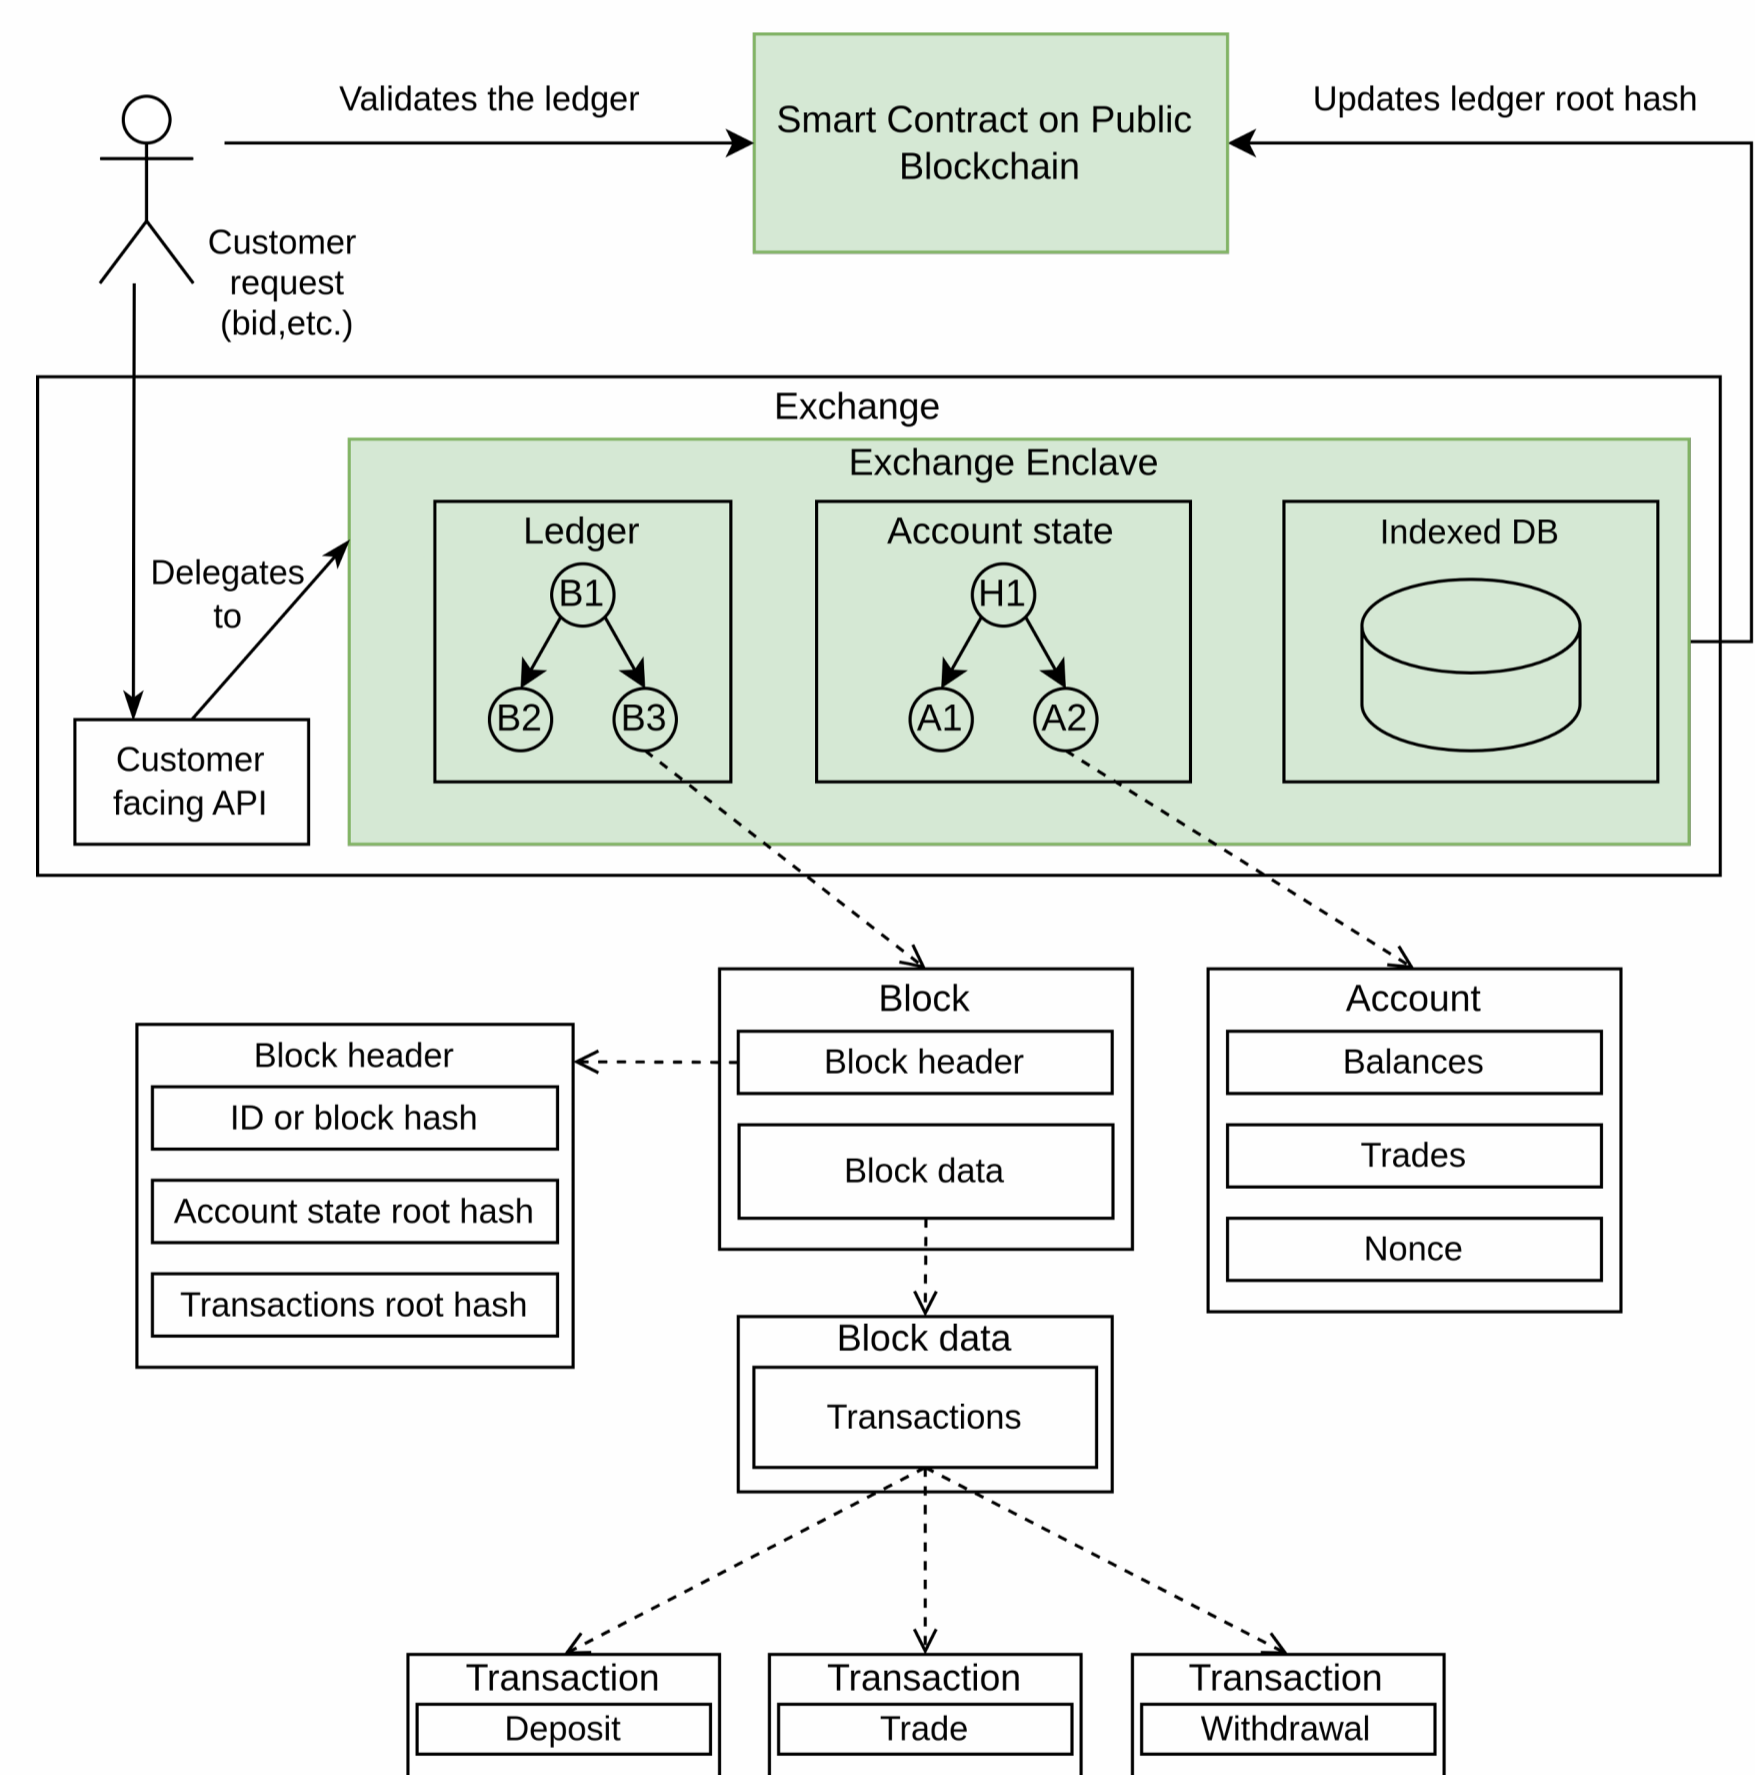 Validates the ledger
Smart Contract on Public
Blockchain
Updates ledger root hash
Customer
request
(bid,etc.)
Exchange
Exchange Enclave
Ledger
B1
B2
B3
Account state
H1
A1
A2
Indexed DB
Delegates
to
Customer
facing API
Block
Block header
Block data
Account
Balances
Trades
Nonce
Block header
ID or block hash
Account state root hash
Transactions root hash
Block data
Transactions
Transaction
Deposit
Transaction
Trade
Transaction
Withdrawal